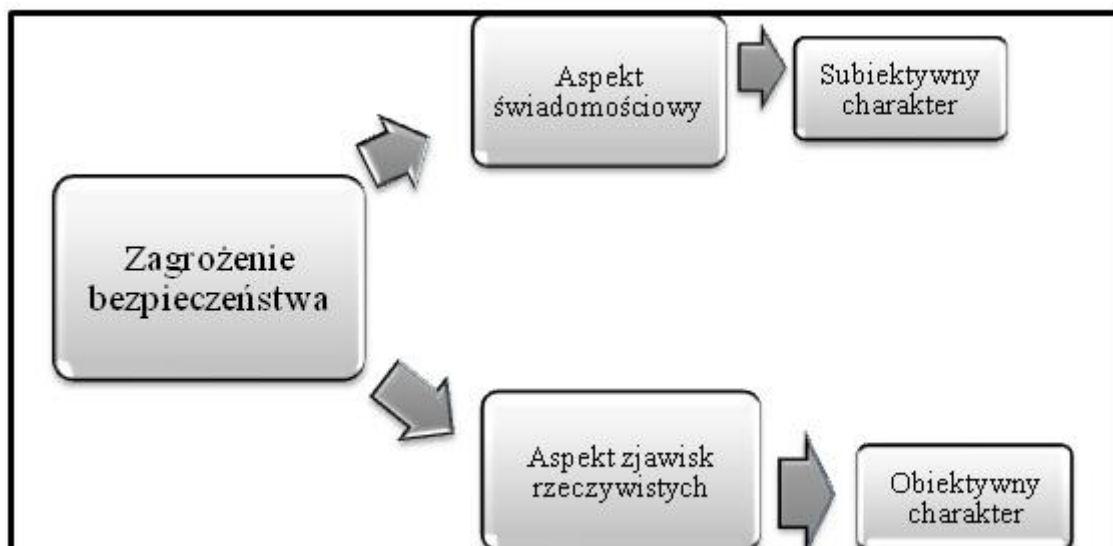 Aspekt
świadomościowy
Subiektywny
charakter
Zagrożenie
bezpieczeństwa
Aspekt zjawisk
rzeczywistych
Obiektywny
charakter